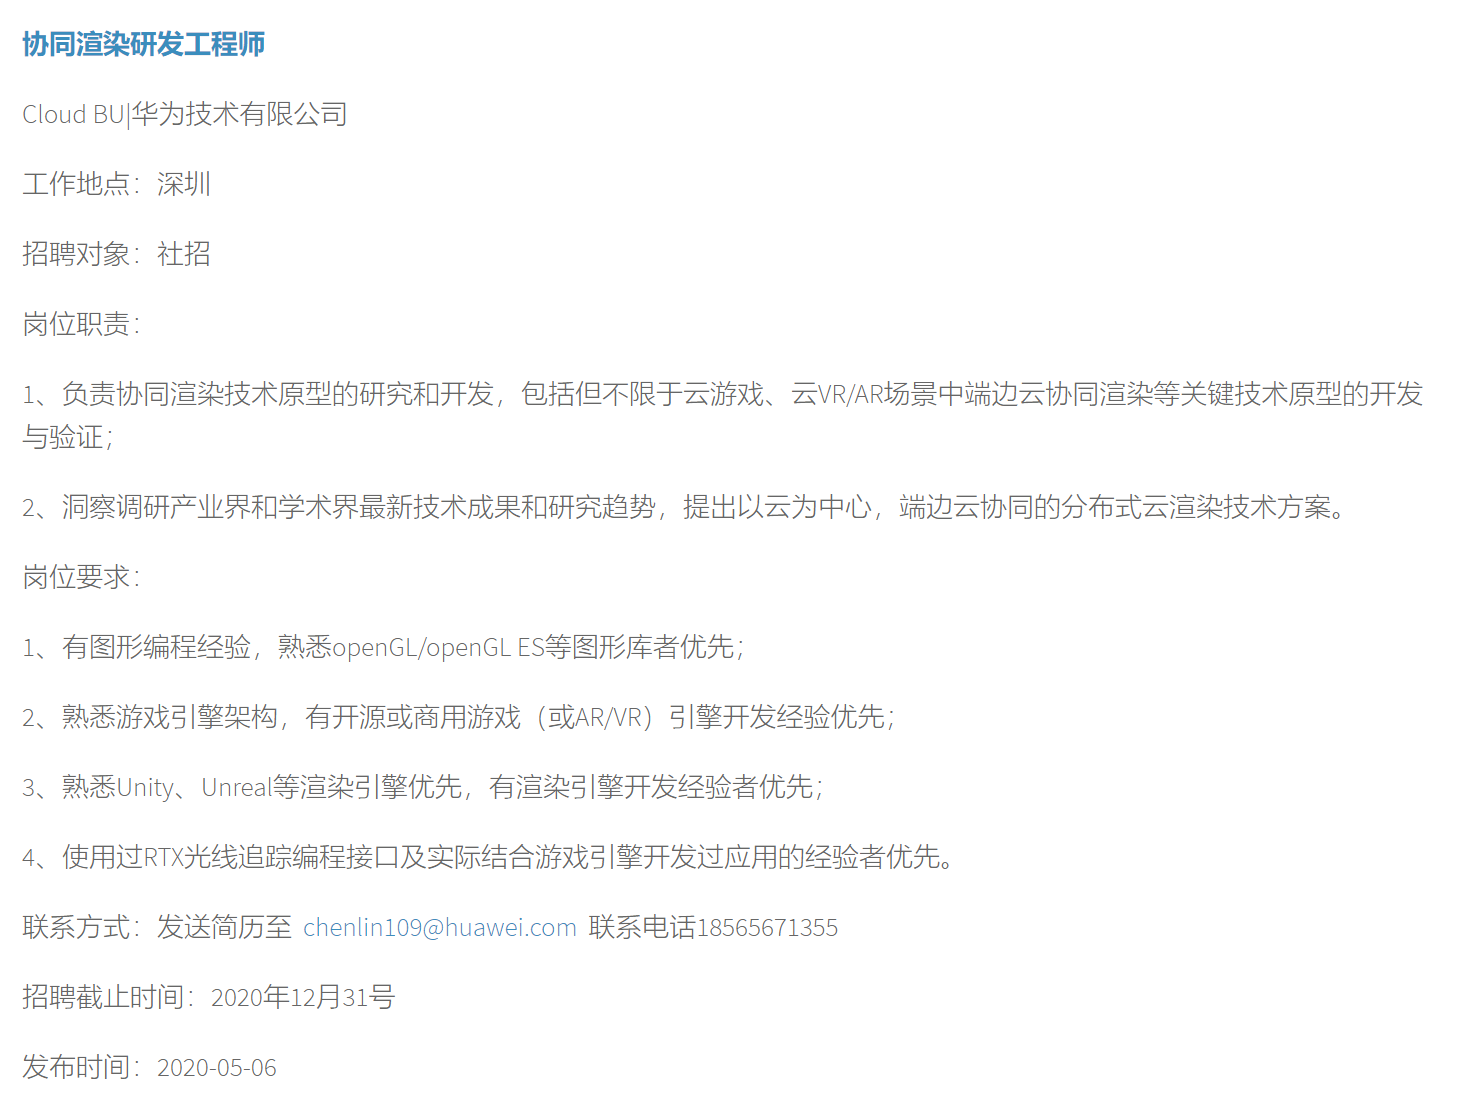 协同渲染研发工程师
Cloud BU|华为技术有限公司
工作地点：深圳
招聘对象：社招
岗位职责：
1、负责协同渲染技术原型的研究和开发，包括但不限于云游戏、云VR/AR场景中端边云协同渲染等关键技术原型的开发
与验证；
2、洞察调研产业界和学术界最新技术成果和研究趋势，提出以云为中心，端边云协同的分布式云渲染技术方案。
岗位要求：
1、有图形编程经验，熟悉openGL/openGL ES等图形库者优先；
2、熟悉游戏引擎架构，有开源或商用游戏（或AR/VR）引擎开发经验优先；
3、熟悉Unity、Unreal等渲染引擎优先，有渲染引擎开发经验者优先；
4、使用过RTX光线追踪编程接口及实际结合游戏引擎开发过应用的经验者优先。
联系方式：发送简历至 chenlin109@huawei.com 联系电话18565671355
招聘截止时间：2020年12月31号
发布时间：2020-05-06